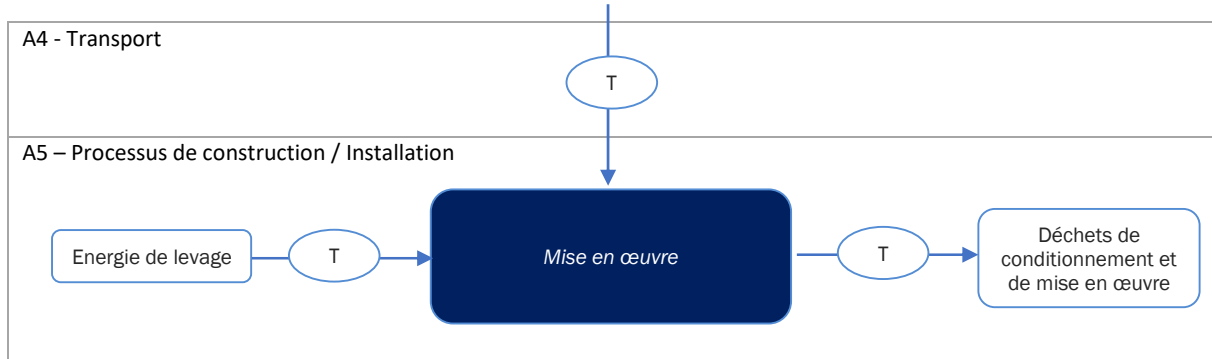 A4 - Transport
T
A5 – Processus de construction / Installation
Energie de levage
T
Mise en œuvre
T
Déchets de
conditionnement et
de mise en œuvre